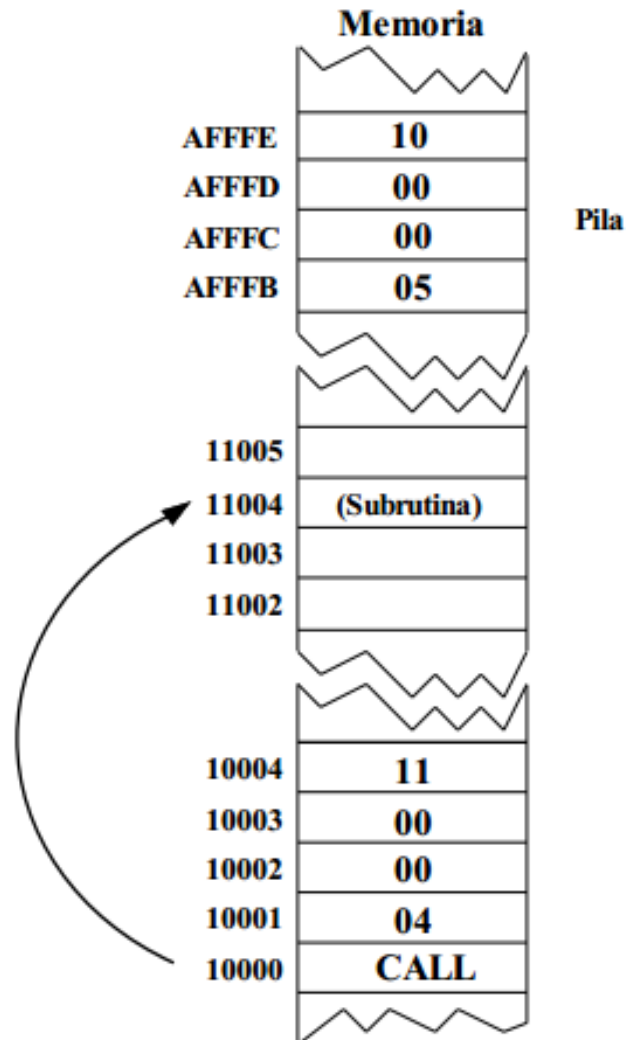 Memoria
AFFFE 10
AFFFD 00
Pila
AFFFC 00
AFFFB 05
11005
11004 (Subrutina)
11003
11002
10004 11
10003 00
10002 00
10001 04
10000 CALL